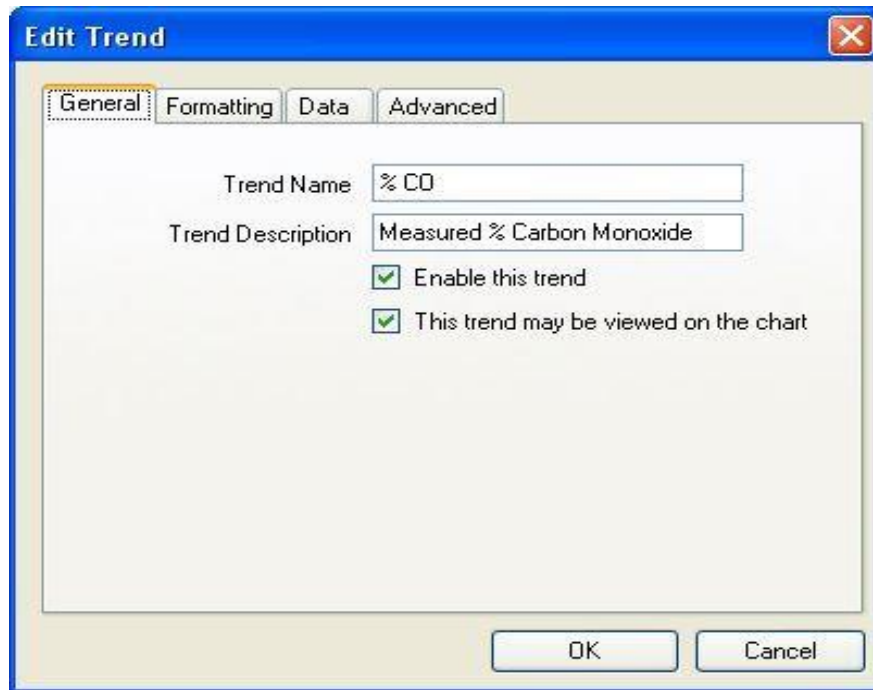 Edit Trend
General Formatting Data Advanced
Trend Name % CO
Trend Description Measured % Carbon Monoxide
Enable this trend
This trend may be viewed on the chart
OK Cancel